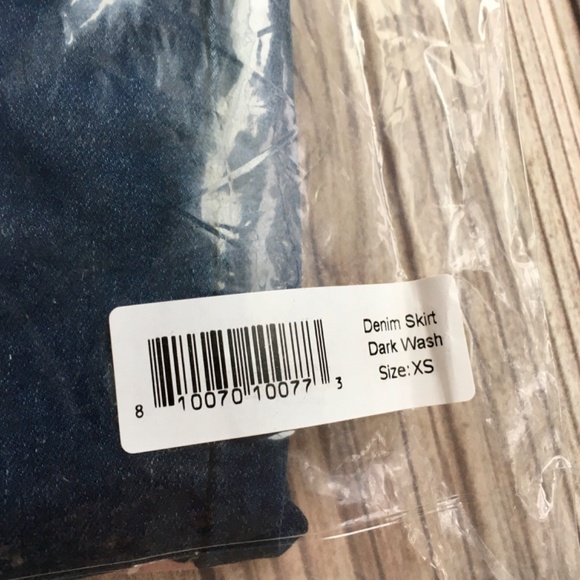 Denim Skirt
Dark Wash
Size: XS
8 10070 10077 3